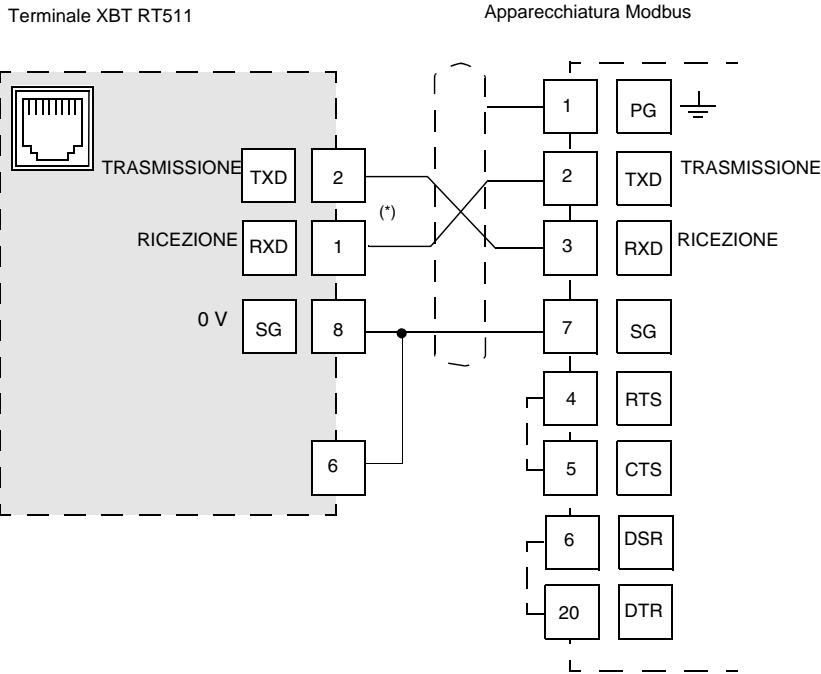 Terminale XBT RT511
Apparecchiatura Modbus
1 PG
TRASMISSIONE TXD 2
2 TXD TRASMISSIONE
(*)
RICEZIONE RXD 1
3 RXD RICEZIONE
0 V SG 8
7 SG
4 RTS
6
5 CTS
6 DSR
20 DTR